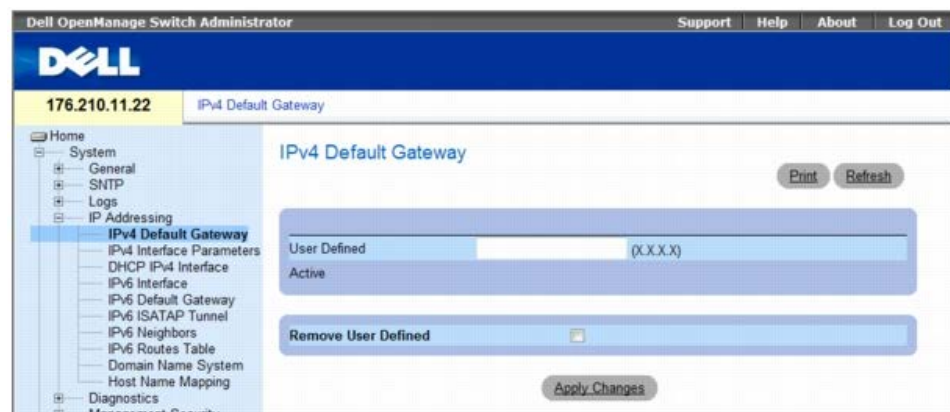 Dell OpenManage Switch Administrator Support Help About Log Out
DELL
176.210.11.22 IPv4 Default Gateway
Home
System
General
SNTP
Logs
IP Addressing
IPv4 Default Gateway
IPv4 Interface Parameters
DHCP IPv4 Interface
IPv6 Interface
IPv6 Default Gateway
IPv6 ISATAP Tunnel
IPv6 Neighbors
IPv6 Routes Table
Domain Name System
Host Name Mapping
Diagnostics
Management Security
IPv4 Default Gateway
Print Refresh
User Defined (X.X.X.X)
Active
Remove User Defined
Apply Changes